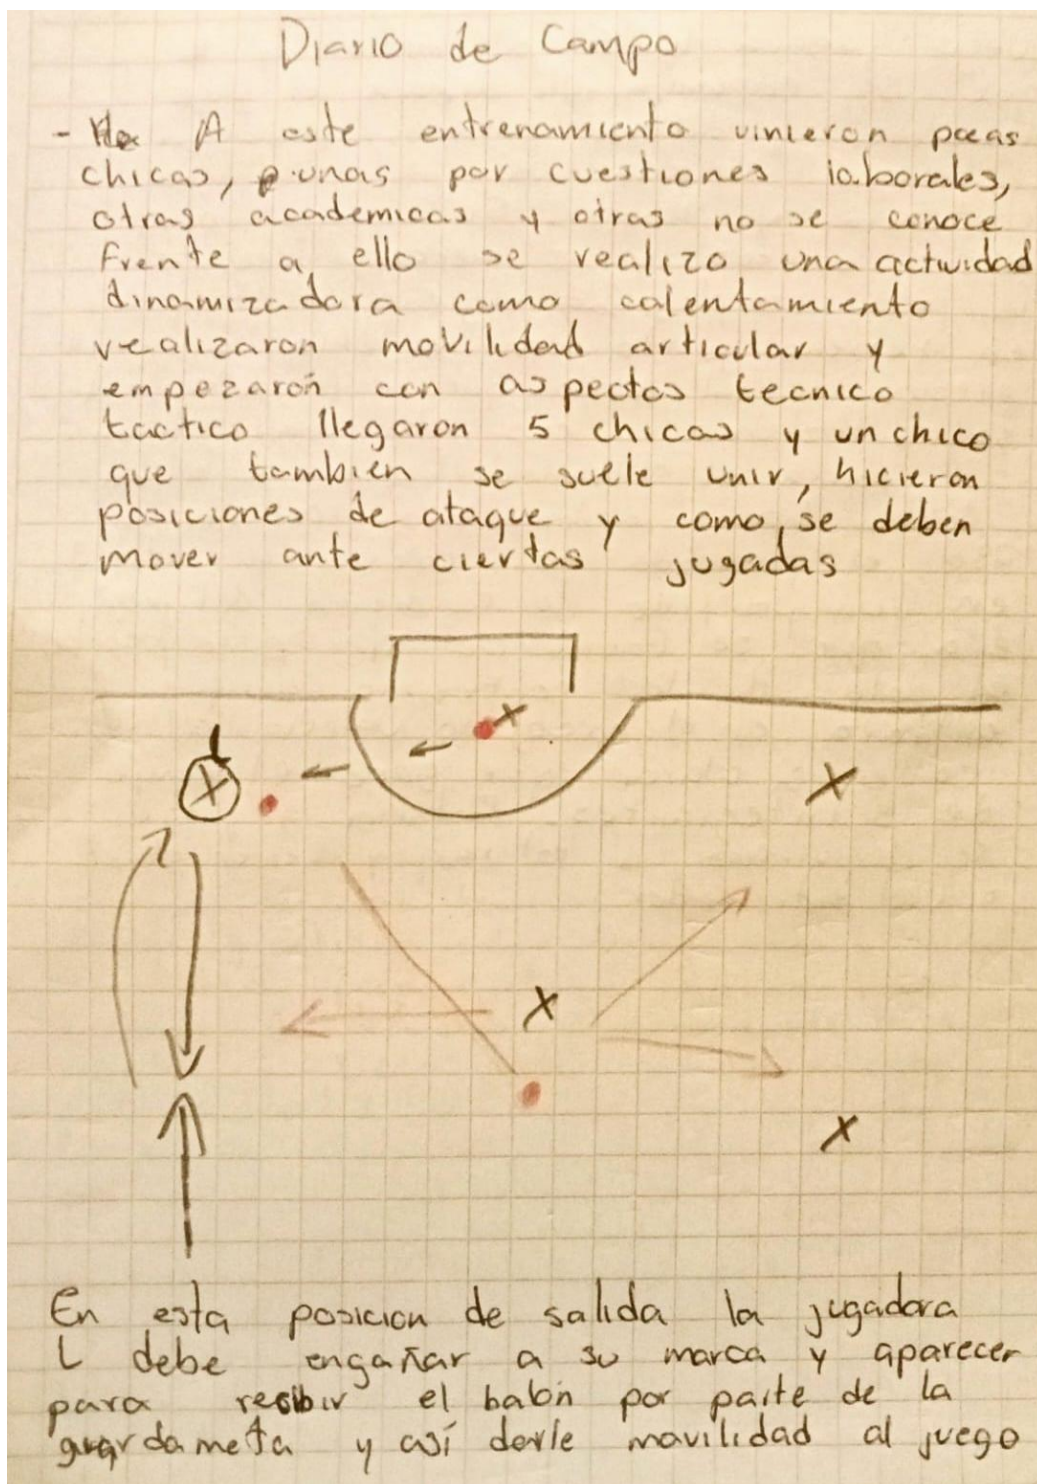 Diario de Campo
- A este entrenamiento vinieron pocas
chicas, unas por cuestiones laborales,
otras academicas y otras no se conoce
Frente a ello se realizo una actividad
dinamizadora como calentamiento
realizaron movilidad articular y
empezaron con aspectos tecnico
tactico llegaron 5 chicas y un chico
que tambien se suele unir, hicieron
posiciones de ataque y como se deben
mover ante ciertas jugadas
X
L
X
X
X
X
En esta posicion de salida la jugadora
L debe engañar a su marca y aparecer
para recibir el balón por parte de la
guardameta y así darle movilidad al juego